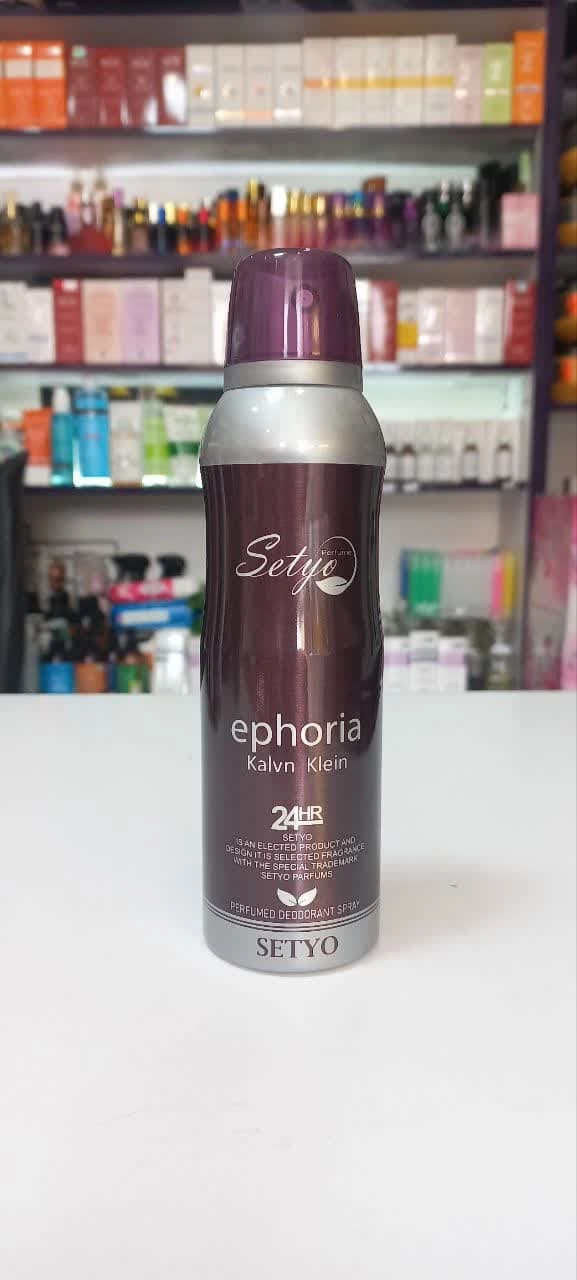 Setyo
Perfume
ephoria
Kalvn Klein
24HR
SETYO
IS AN ELECTED PRODUCT AND
DESIGN IT IS SELECTED FRAGRANCE
WITH THE SPECIAL TRADEMARK
SETYO PARFUMS
PERFUMED DEODORANT SPRAY
SETYO